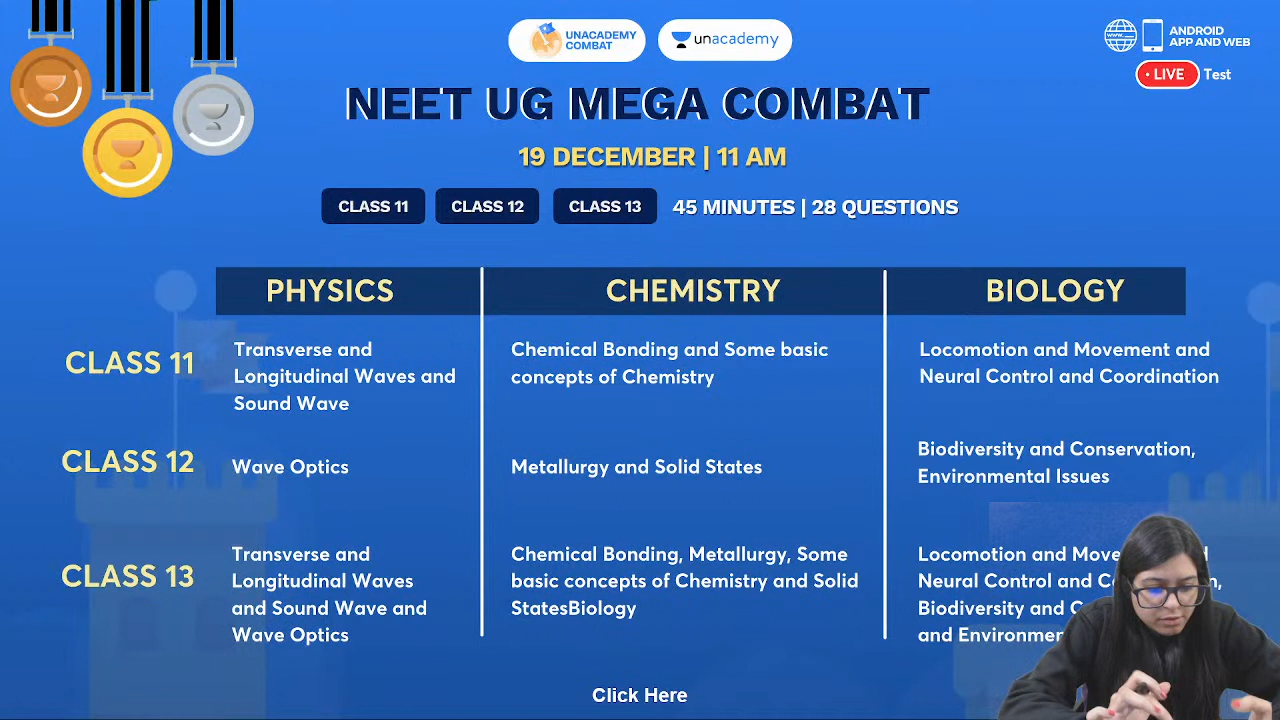 UNACADEMY
COMBAT
unacademy
ANDROID
APP AND WEB
WWW.
• LIVE Test
NEET UG MEGA COMBAT
19 DECEMBER | 11 AM
CLASS 11 CLASS 12 CLASS 13 45 MINUTES | 28 QUESTIONS
PHYSICS CHEMISTRY BIOLOGY
CLASS 11
Transverse and
Longitudinal Waves and
Sound Wave
Chemical Bonding and Some basic
concepts of Chemistry
Locomotion and Movement and
Neural Control and Coordination
CLASS 12
Wave Optics
Metallurgy and Solid States
Biodiversity and Conservation,
Environmental Issues
CLASS 13
Transverse and
Longitudinal Waves
and Sound Wave and
Wave Optics
Chemical Bonding, Metallurgy, Some
basic concepts of Chemistry and Solid
StatesBiology
Locomotion and
Neural Control and
Biodiversity and
and
Click Here